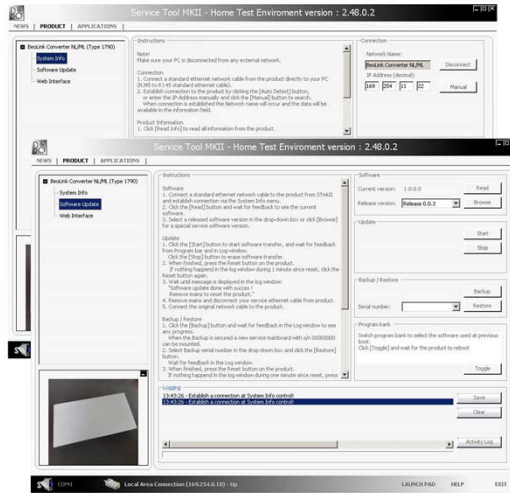 Service Tool MKII - Home Test Enviroment version : 2.48.0.2
NEWS | PRODUCT | APPLICATIONS |
BeoLink Converter NL/ML (Type 1790)
System Info
Software Update
Web Interface
Instructions
Note!
Make sure your PC is disconnected from any external network.
Connection
1. Connect a standard ethernet network cable from the product directly to your PC
(RJ45 to RJ-45 standard ethernet cable).
2. Establish connection to the product by clicking the [Auto Detect] button,
or enter the IP-Address manually and click the [Manual] button to search.
When connection is established the Network name will occur and the data will be
available in the information field.
Product Information
1. Click [Read Info] to read all information from the product.
Connection
Network Name:
BeoLink Converter NL/ML
Disconnect
IP Address (decimal):
169 254 11 22
Manual
Service Tool MKII - Home Test Enviroment version : 2.48.0.2
NEWS | PRODUCT | APPLICATIONS |
BeoLink Converter NL/ML (Type 1790)
System Info
Software Update
Web Interface
Instructions
Software
1. Connect a standard ethernet network cable to the product from STMKII
and establish connection via the System Info menu.
2. Click the [Read] button and wait for feedback to see the current
software.
3. Select a released software version in the drop-down box or click [Browse]
for a special service software version.
Update
1. Click the [Start] button to start software transfer, and wait for feedback
from Program bar and in Log window.
Click the [Stop] button to erase software transfer.
2. When finished, press the Reset button on the product.
If nothing happend in the log window during 1 minute since reset, click the
Reset button again.
3. Wait until message is displayed in the log window:
"Software update done with succes !
Remove mains to reset the product."
4. Remove mains and disconnect your service ethernet cable from product.
5. Connect the original network cable to the product.
Backup / Restore
1. Click the [Backup] button and wait for feedback in the Log window to see
any progress.
When the Backup is secured a new service mainboard with s/n 00000000
can be mounted.
2. Select Backup serial number in the drop-down box and click the [Restore]
button.
Wait for feedback in the Log window.
3. When finished, press the Reset button on the product.
If nothing happend in the log window during one minute since reset, press
Software
Current version: 1.0.0.0
Read
Release version: Release 0.0.3
Browse
Update
Start
Stop
Backup / Restore
Backup
Serial number:
Restore
Program bank
Switch program bank to select the software used at previous
boot.
Click [Toggle] and wait for the product to reboot
Toggle
Logging
13:43:26 - Establish a connection at System Info control!
13:43:26 - Establish a connection at System Info control!
Save
Clear
Activity Log
COM1
Local Area Connection (169.254.0.10) - Up
LAUNCH PAD
HELP
EXIT